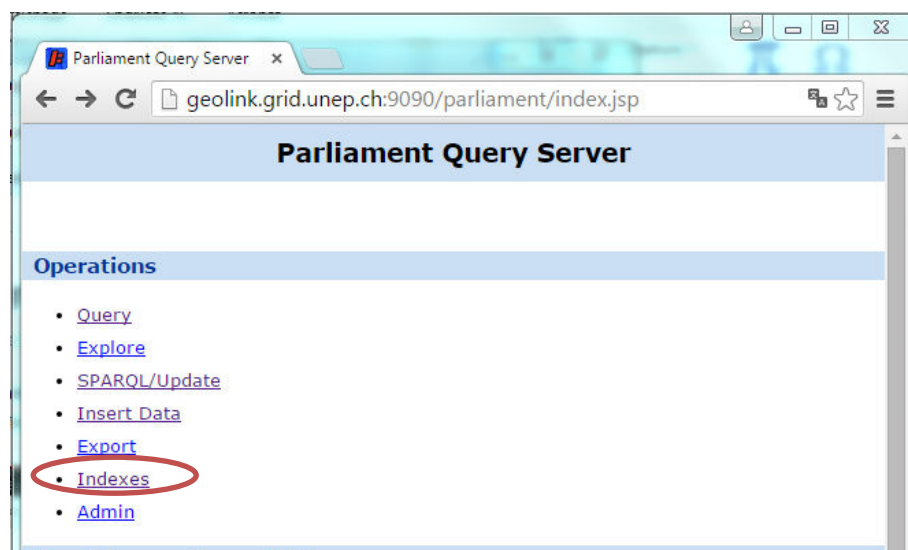 Parliament Query Server
geolink.grid.unep.ch:9090/parliament/index.jsp
Parliament Query Server
Operations
Query
Explore
SPARQL/Update
Insert Data
Export
Indexes
Admin